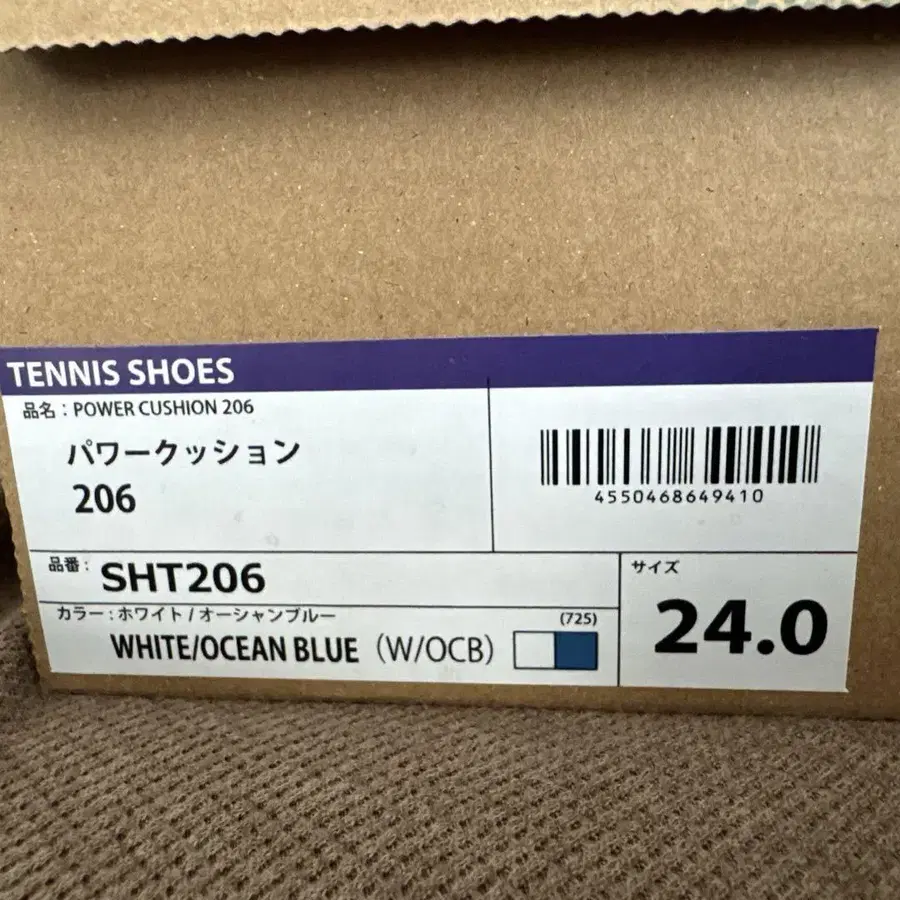 TENNIS SHOES
品名：POWER CUSHION 206
パワークッション
206
4550468649410
品番：
SHT206
カラー：ホワイト / オーシャンブルー
(725)
WHITE/OCEAN BLUE（W/OCB）
サイズ
24.0